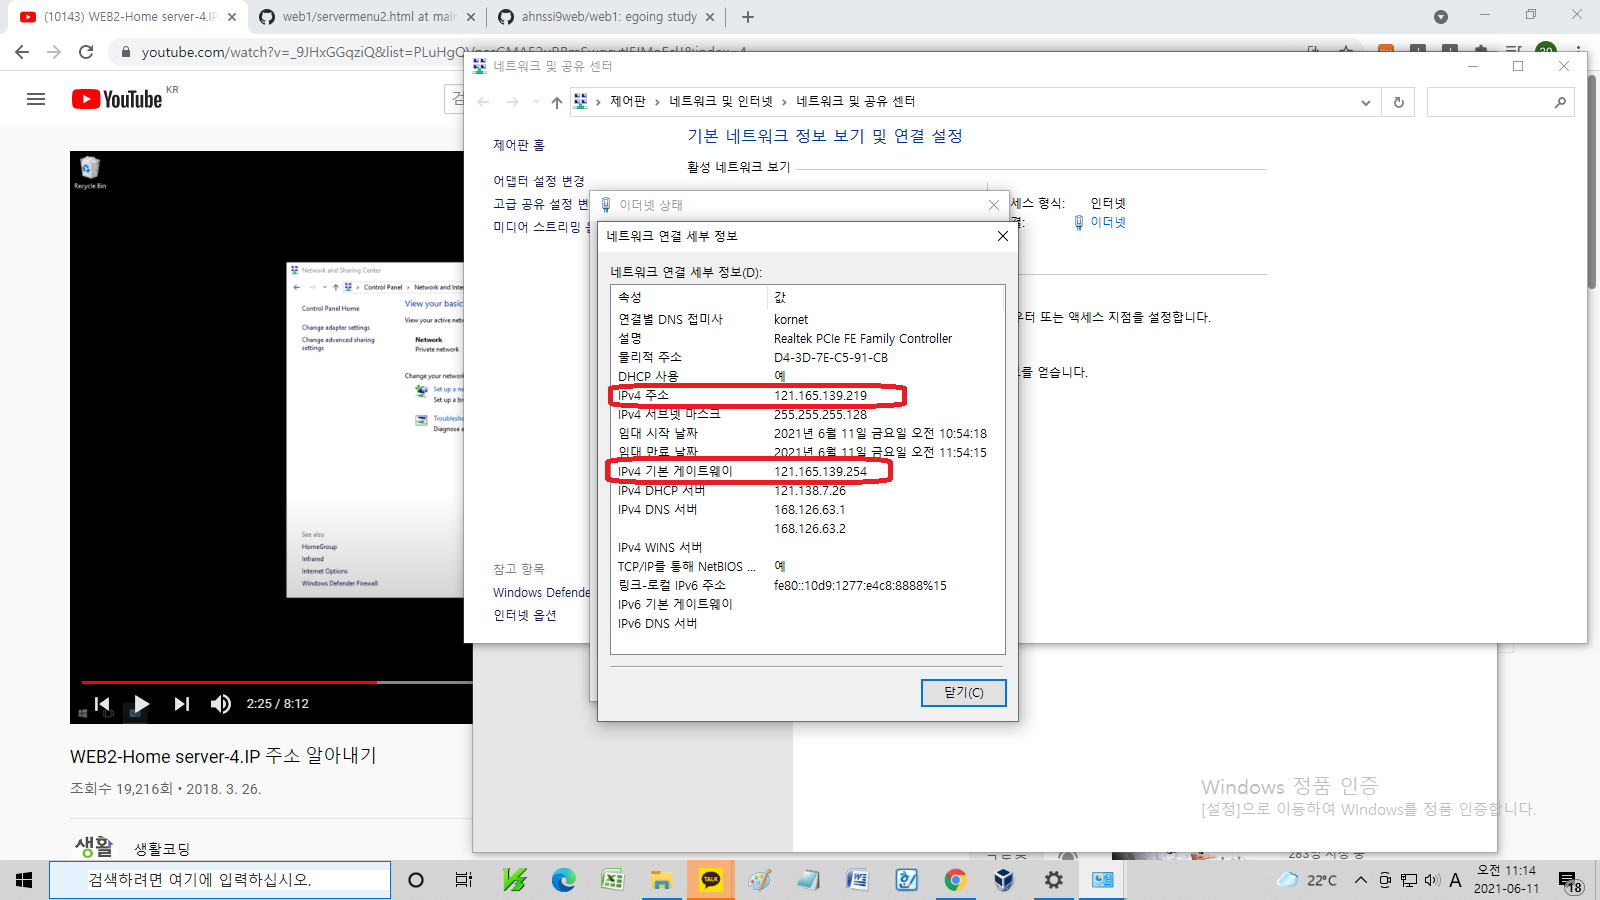 (10143) WEB2-Home server-4.IP
web1/servermenu2.html at main
ahnssi9web/web1: egoing study
youtube.com/watch?v=_9JHxGGqziQ&list=PLuHgQ
YouTube KR
검
Recycle Bin
Network and Sharing Center
Control Panel › Network and Inte
Control Panel Home
View your basic
Change adapter settings
View your active netw
Change advanced sharing
settings
Network
Private network
Change your network
Set up a ne
Set up a br
Troublesho
Diagnose a
See also
HomeGroup
Infrared
Internet Options
Windows Defender Firewall
2:25 / 8:12
WEB2-Home server-4.IP 주소 알아내기
조회수 19,216회 • 2018. 3. 26.
생활
생활코딩
네트워크 및 공유 센터
제어판 › 네트워크 및 인터넷 › 네트워크 및 공유 센터
제어판 홈
어댑터 설정 변경
고급 공유 설정 변
미디어 스트리밍
참고 항목
Windows Defende
인터넷 옵션
기본 네트워크 정보 보기 및 연결 설정
활성 네트워크 보기
세스 형식: 인터넷
결: 이더넷
우터 또는 액세스 지점을 설정합니다.
를 얻습니다.
이더넷 상태
네트워크 연결 세부 정보
네트워크 연결 세부 정보(D):
속성 값
연결별 DNS 접미사 kornet
설명 Realtek PCIe FE Family Controller
물리적 주소 D4-3D-7E-C5-91-CB
DHCP 사용 예
IPv4 주소 121.165.139.219
IPv4 서브넷 마스크 255.255.255.128
임대 시작 날짜 2021년 6월 11일 금요일 오전 10:54:18
임대 만료 날짜 2021년 6월 11일 금요일 오전 11:54:15
IPv4 기본 게이트웨이 121.165.139.254
IPv4 DHCP 서버 121.138.7.26
IPv4 DNS 서버 168.126.63.1
168.126.63.2
IPv4 WINS 서버
TCP/IP를 통해 NetBIOS ... 예
링크-로컬 IPv6 주소 fe80::10d9:1277:e4c8:8888%15
IPv6 기본 게이트웨이
IPv6 DNS 서버
닫기(C)
Windows 정품 인증
[설정]으로 이동하여 Windows를 정품 인증합니다.
검색하려면 여기에 입력하십시오.
TALK
22°C
A
오전 11:14
2021-06-11
18